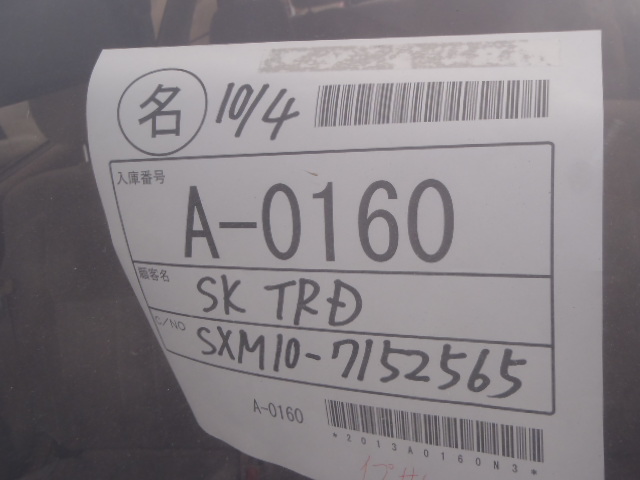 名 10/4
入庫番号
A-0160
顧客名
SK TRD
C/NO
SXM10-7152565
A-0160
*2013A0160N3*